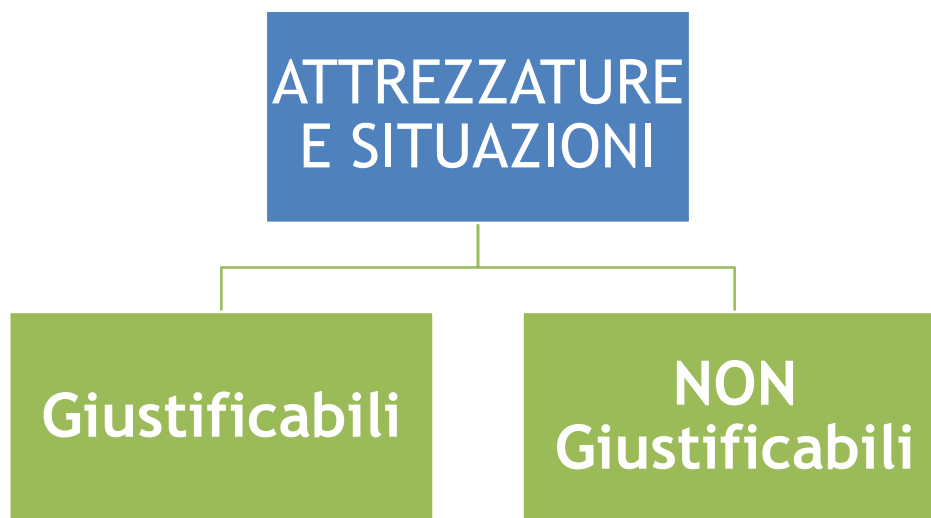 ATTREZZATURE
E SITUAZIONI
Giustificabili
NON
Giustificabili